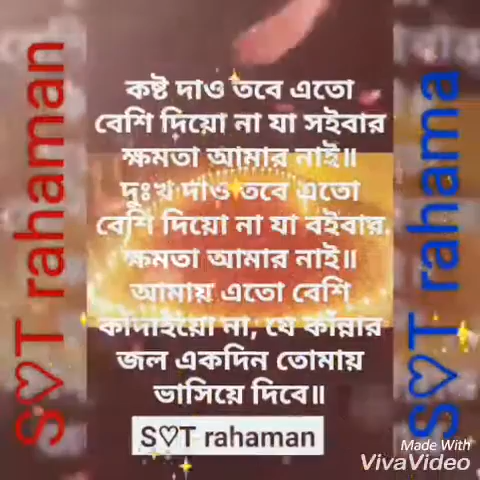 কষ্ট দাও তবে এতো
বেশি দিয়ো না যা সইবার
ক্ষমতা আমার নাই॥
দুঃখ দাও তবে এতো
বেশি দিয়ো না যা বইবার
ক্ষমতা আমার নাই॥
আমায় এতো বেশি
কাঁদাইয়ো না, যে কাঁন্নার
জল একদিন তোমায়
ভাসিয়ে দিবে॥
S♡T rahaman
S♡T rahaman
S♡T rahama
Made With
VivaVideo